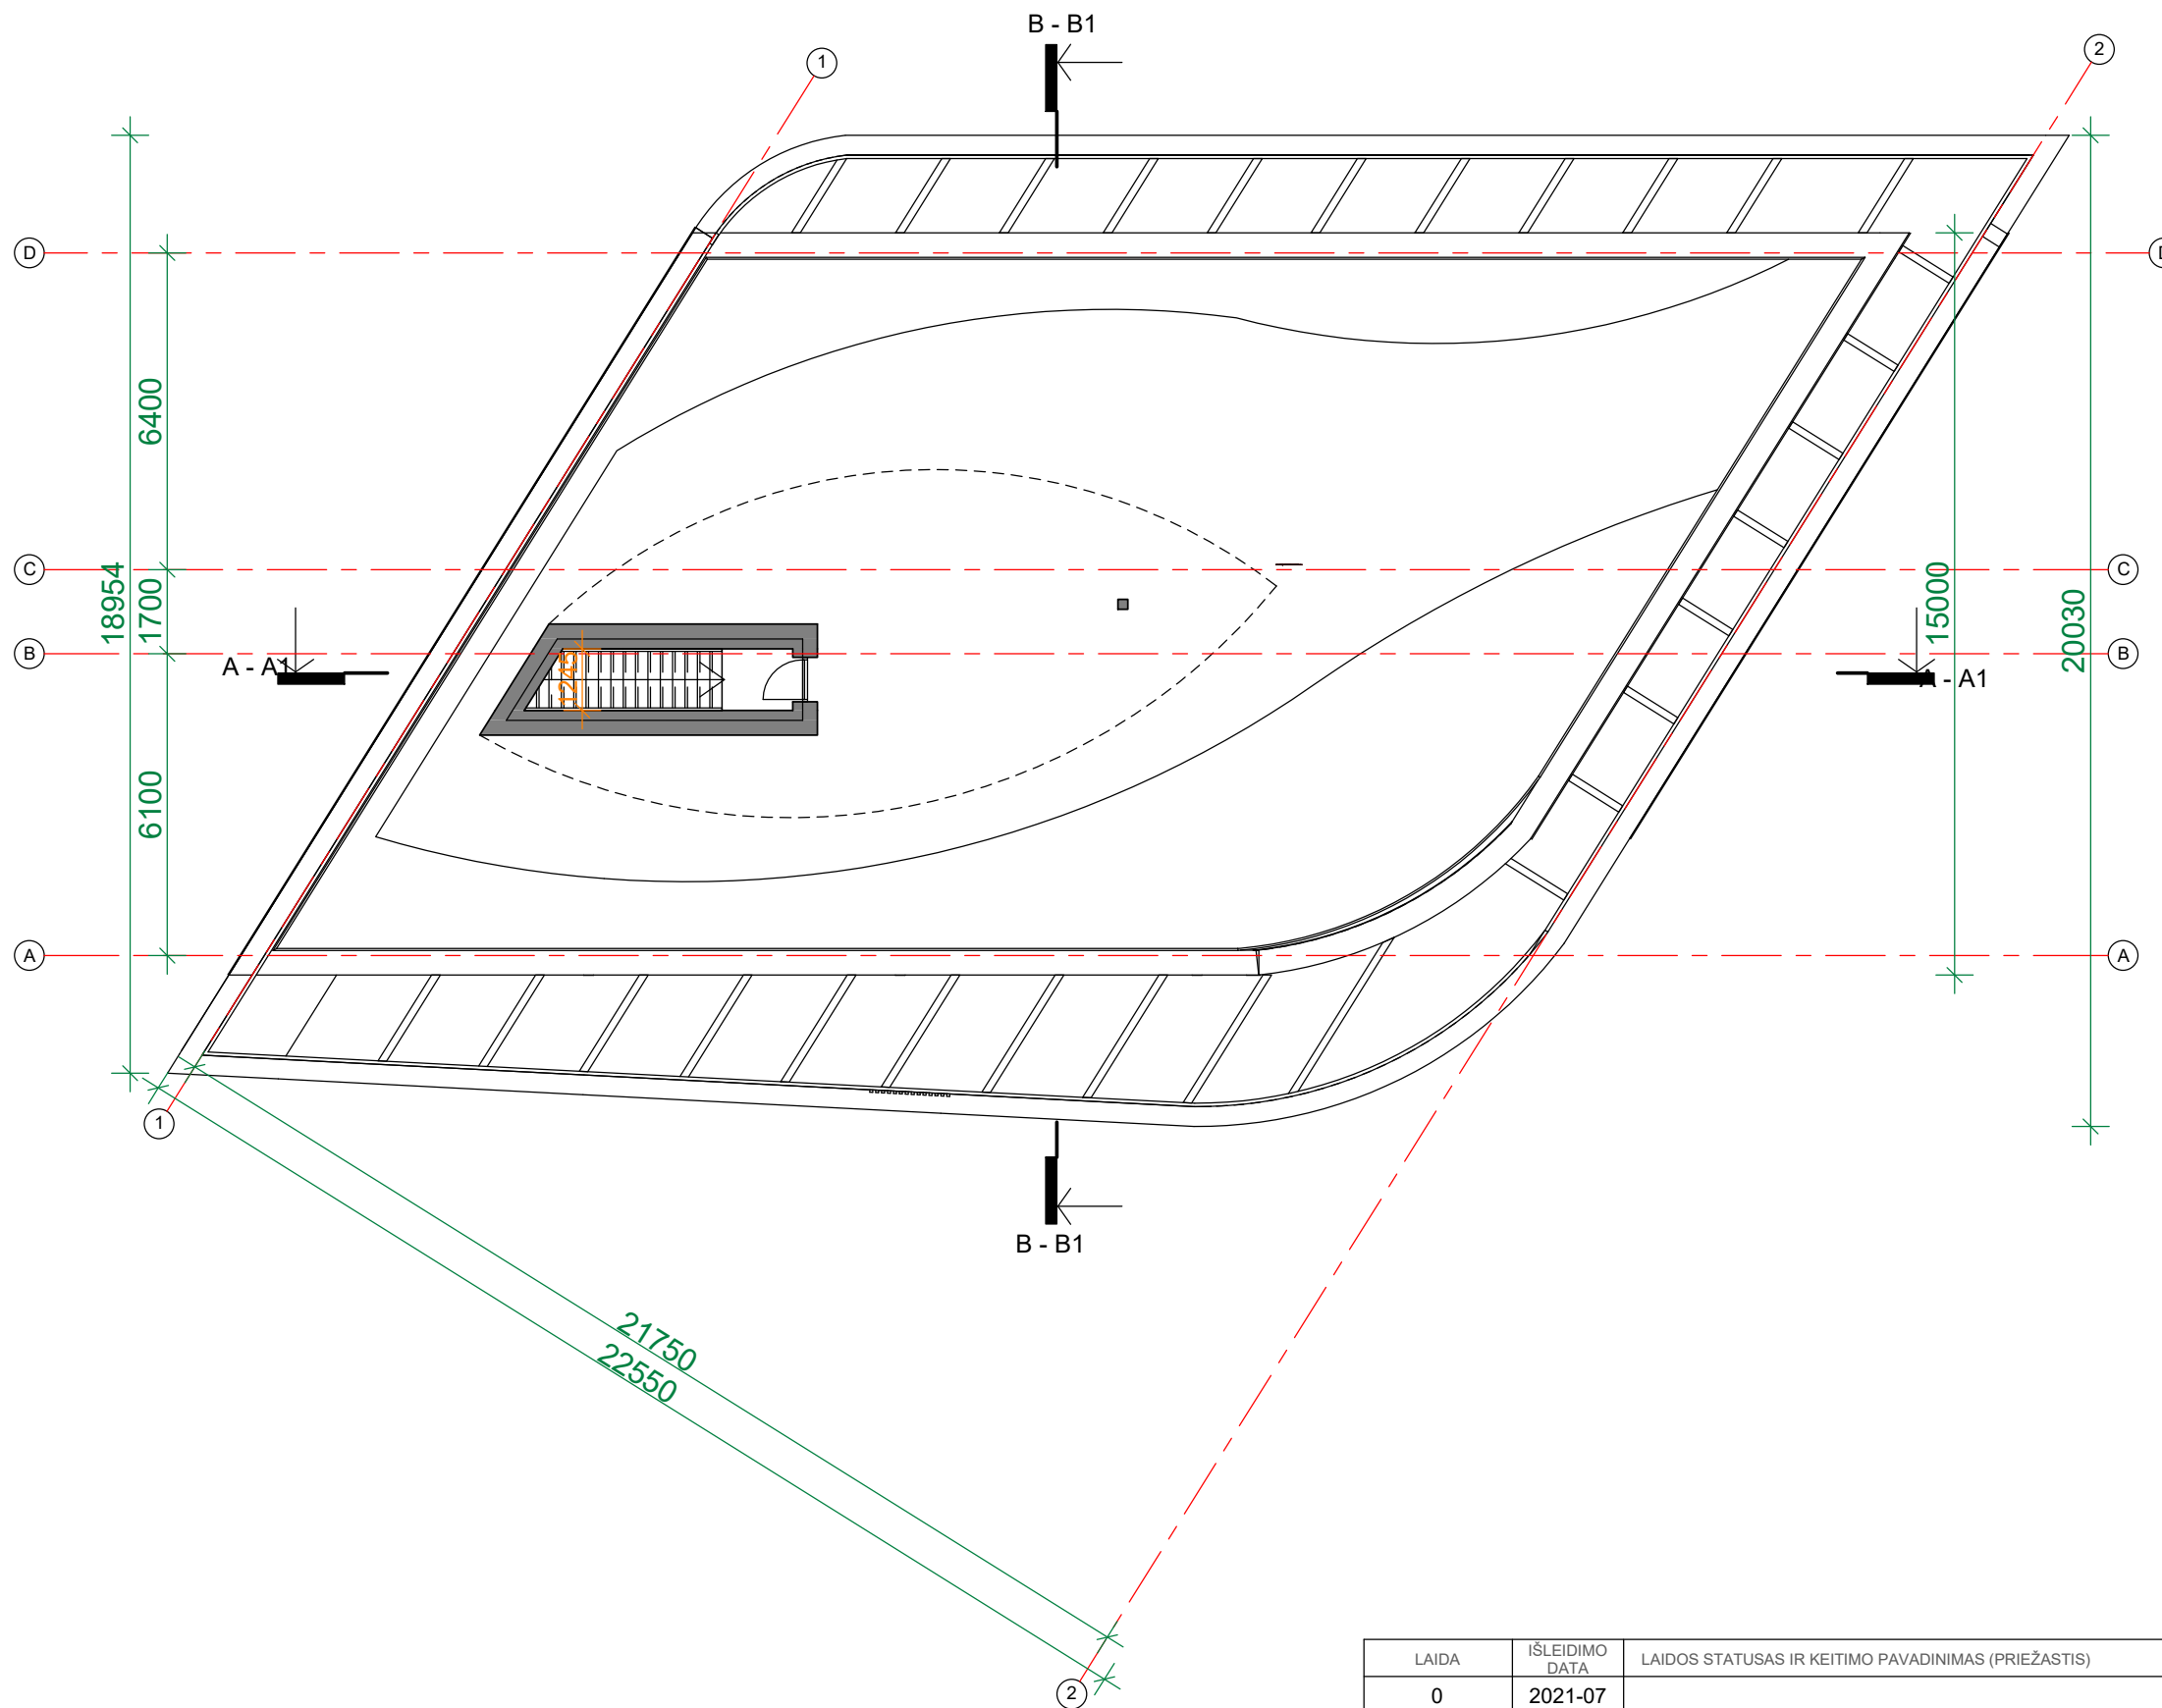 B - B1
1
2
D
6400
C
C
18954
1700
15000
20030
B
B
A - A1
A - A1
1245
6100
A
A
1
B - B1
21750
22550
2
LAIDA
IŠLEIDIMO DATA
LAIDOS STATUSAS IR KEITIMO PAVADINIMAS (PRIEŽASTIS)
0
2021-07